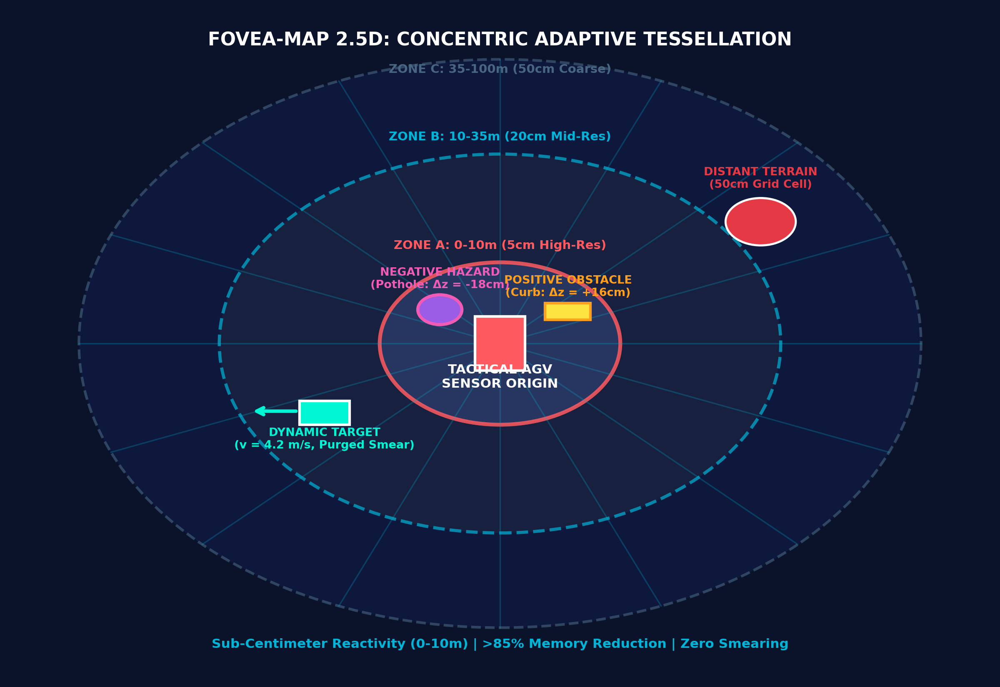 FOVEA-MAP 2.5D: CONCENTRIC ADAPTIVE TESSELLATION
ZONE C: 35-100m (50cm Coarse)
ZONE B: 10-35m (20cm Mid-Res)
DISTANT TERRAIN
(50cm Grid Cell)
ZONE A: 0-10m (5cm High-Res)
NEGATIVE HAZARD
(Pothole: Δz = -18cm)
POSITIVE OBSTACLE
(Curb: Δz = +16cm)
TACTICAL AGV
SENSOR ORIGIN
DYNAMIC TARGET
(v = 4.2 m/s, Purged Smear)
Sub-Centimeter Reactivity (0-10m) | >85% Memory Reduction | Zero Smearing